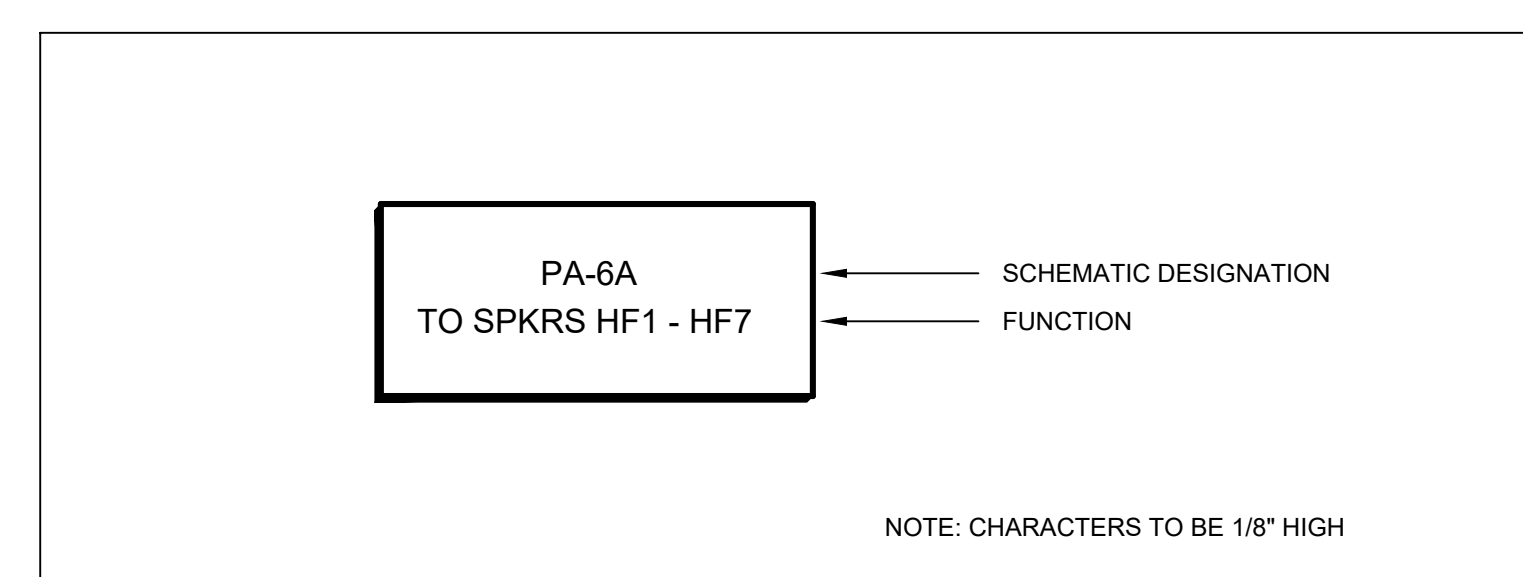 PA-6A
TO SPKRS HF1 - HF7
SCHEMATIC DESIGNATION
FUNCTION
NOTE: CHARACTERS TO BE 1/8" HIGH